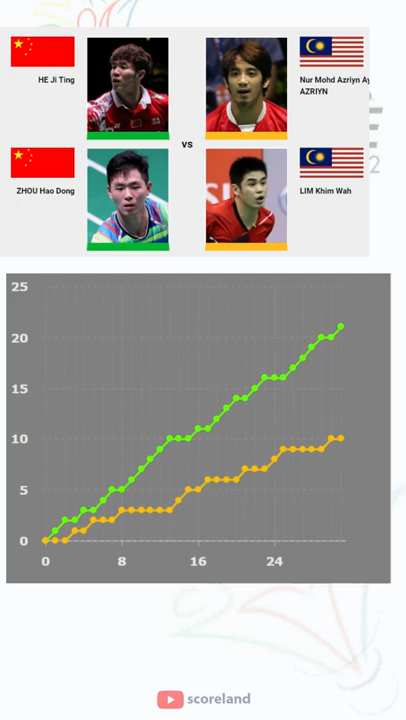 HE Ji Ting
Nur Mohd Azriyn Ay
AZRIYN
vs
ZHOU Hao Dong
LIM Khim Wah
2
25
20
15
10
5
0
0 8 16 24
scoreland